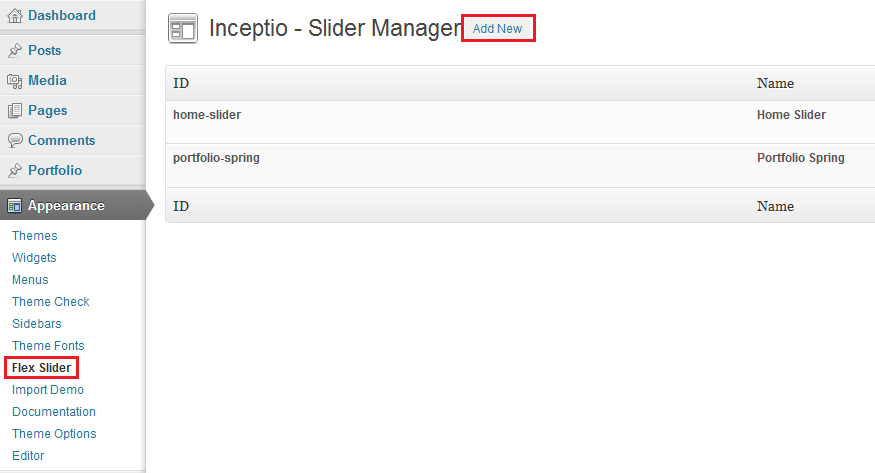 Dashboard
Posts
Media
Pages
Comments
Portfolio
Appearance
Themes
Widgets
Menus
Theme Check
Sidebars
Theme Fonts
Flex Slider
Import Demo
Documentation
Theme Options
Editor
Inceptio - Slider Manager Add New
ID Name
home-slider Home Slider
portfolio-spring Portfolio Spring
ID Name